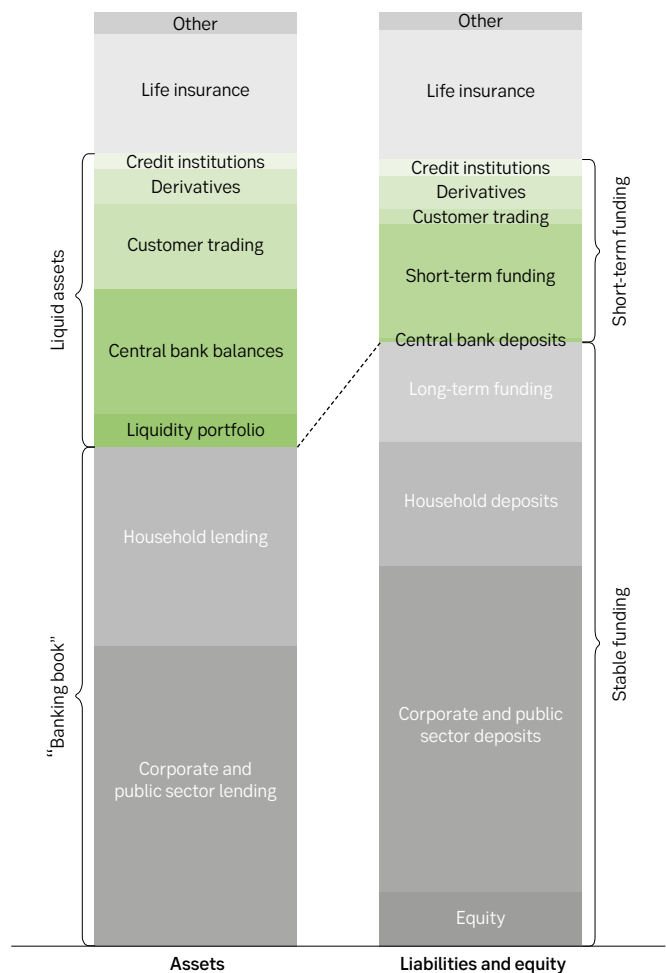 Other
Life insurance
Credit institutions
Derivatives
Customer trading
Central bank balances
Liquidity portfolio
Household lending
Corporate and
public sector lending
Liquid assets
“Banking book”
Assets
Other
Life insurance
Credit institutions
Derivatives
Customer trading
Short-term funding
Central bank deposits
Long-term funding
Household deposits
Corporate and public
sector deposits
Equity
Short-term funding
Stable funding
Liabilities and equity